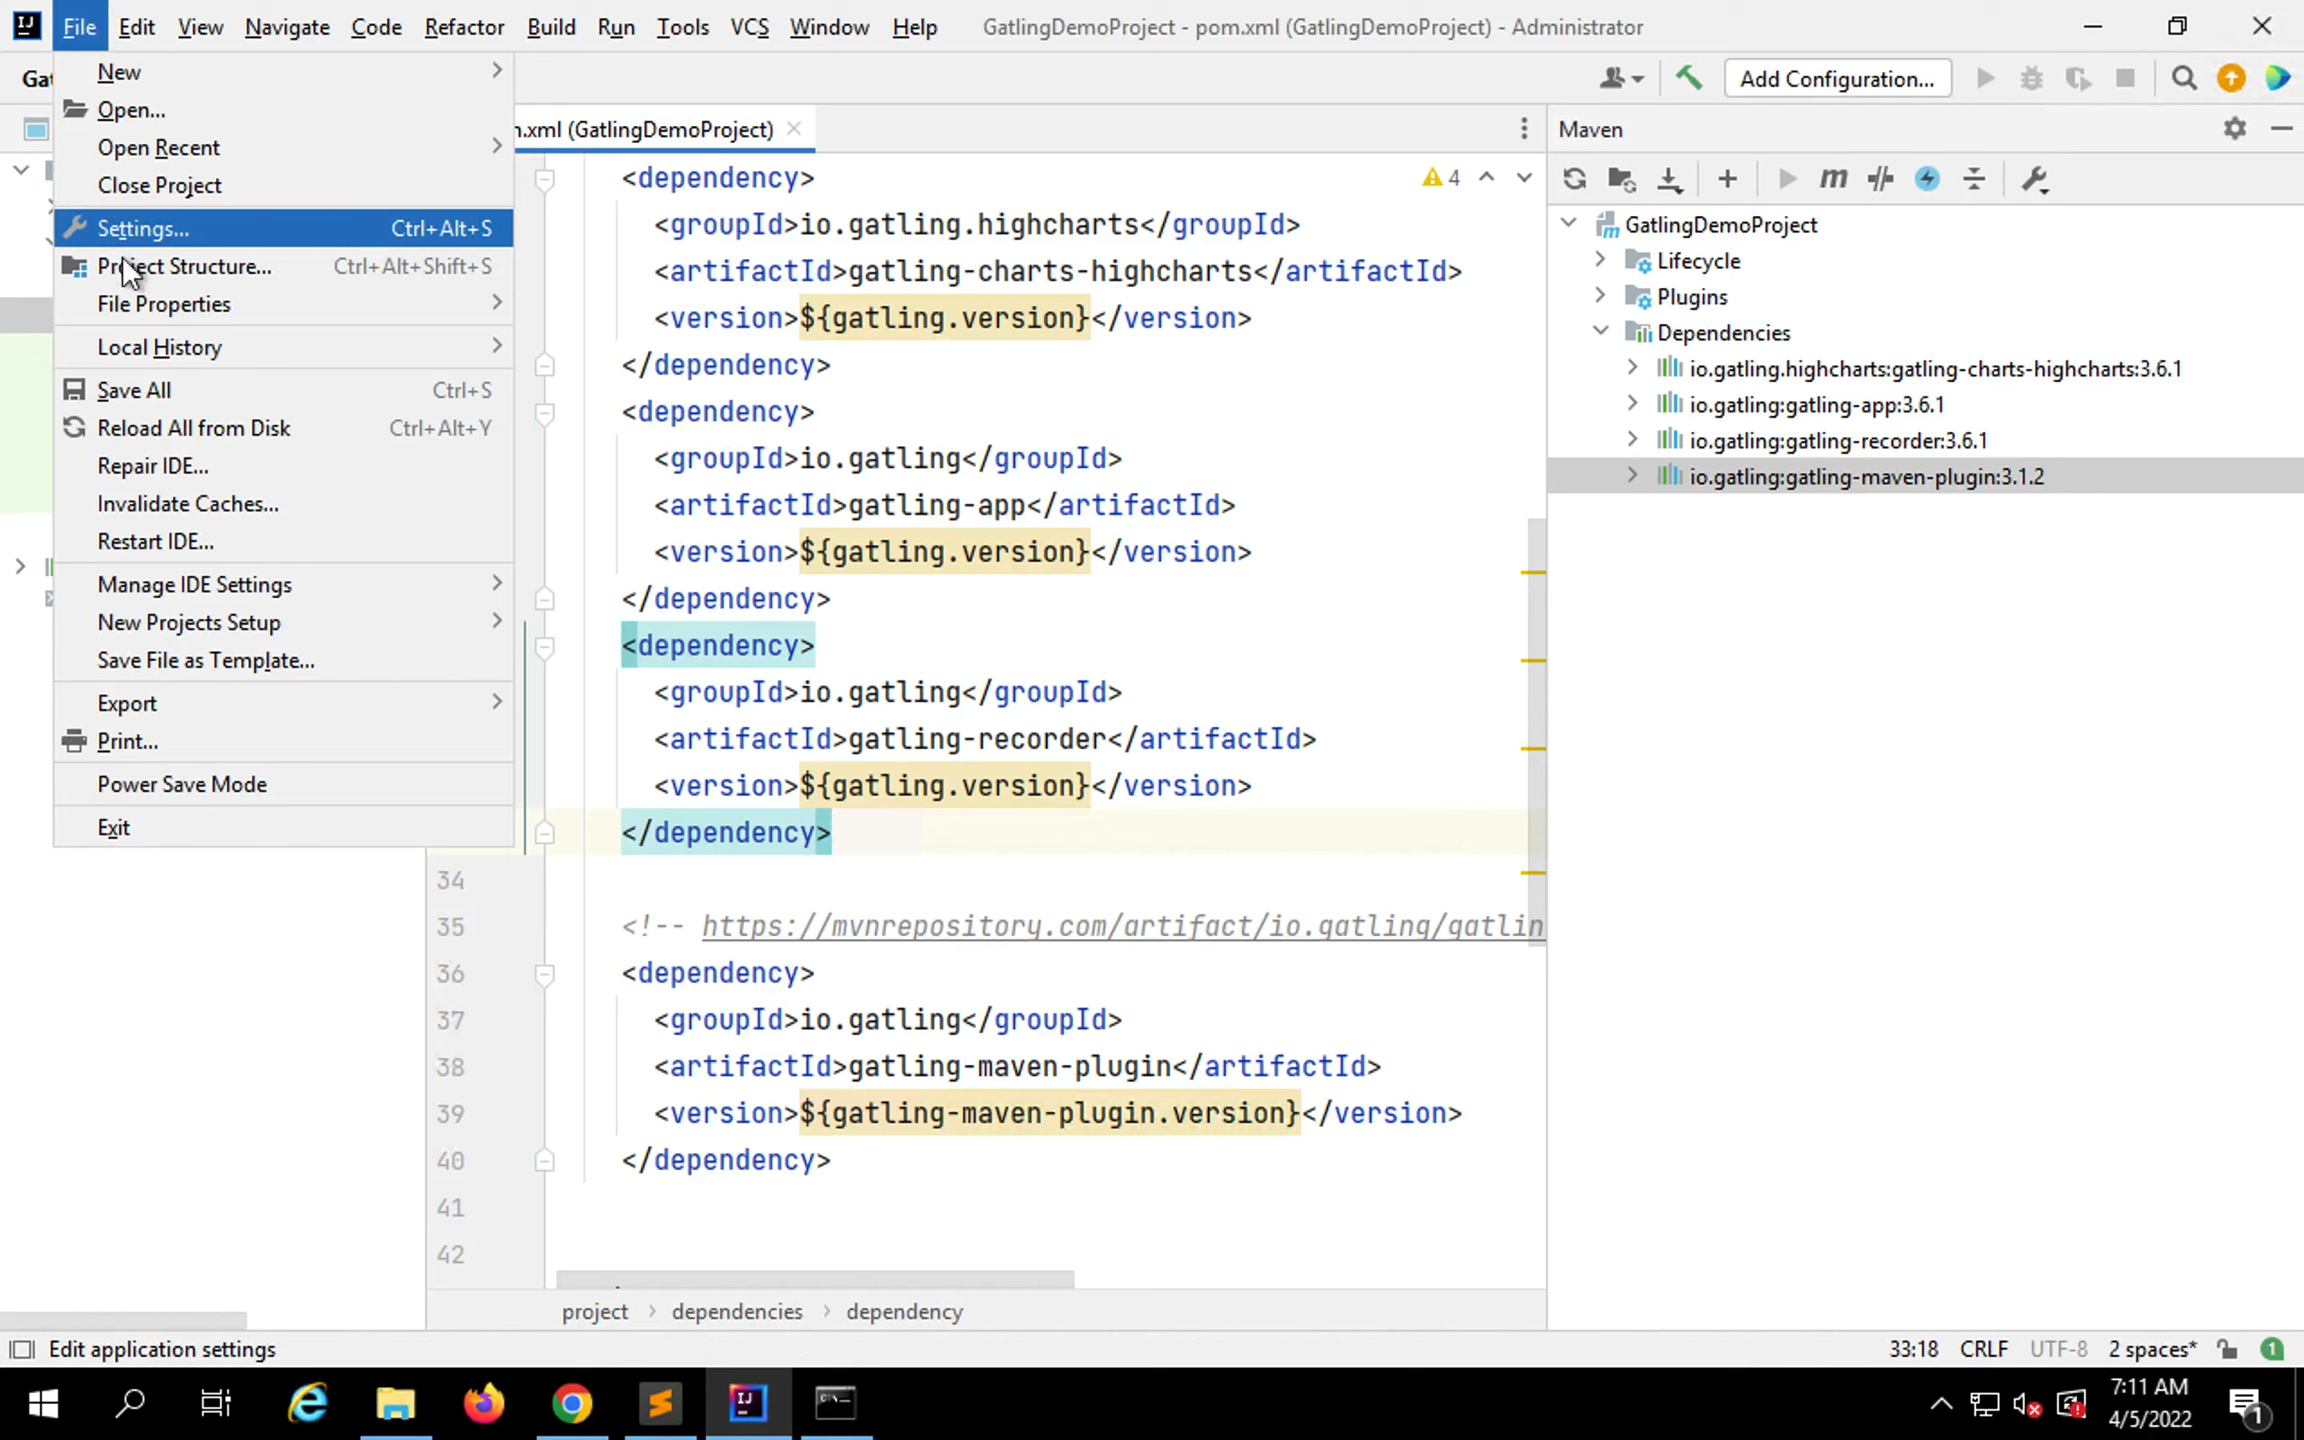 File Edit View Navigate Code Refactor Build Run Tools VCS Window Help GatlingDemoProject - pom.xml (GatlingDemoProject) - Administrator
Add Configuration...
New
Open...
Open Recent
Close Project
Settings... Ctrl+Alt+S
Project Structure... Ctrl+Alt+Shift+S
File Properties
Local History
Save All Ctrl+S
Reload All from Disk Ctrl+Alt+Y
Repair IDE...
Invalidate Caches...
Restart IDE...
Manage IDE Settings
New Projects Setup
Save File as Template...
Export
Print...
Power Save Mode
Exit
.xml (GatlingDemoProject)
4
<dependency>
<groupId>io.gatling.highcharts</groupId>
<artifactId>gatling-charts-highcharts</artifactId>
<version>${gatling.version}</version>
</dependency>
<dependency>
<groupId>io.gatling</groupId>
<artifactId>gatling-app</artifactId>
<version>${gatling.version}</version>
</dependency>
<dependency>
<groupId>io.gatling</groupId>
<artifactId>gatling-recorder</artifactId>
<version>${gatling.version}</version>
</dependency>
34
35 <!-- https://mvnrepository.com/artifact/io.gatling/gatlin
36 <dependency>
37 <groupId>io.gatling</groupId>
38 <artifactId>gatling-maven-plugin</artifactId>
39 <version>${gatling-maven-plugin.version}</version>
40 </dependency>
41
42
project > dependencies > dependency
Maven
GatlingDemoProject
Lifecycle
Plugins
Dependencies
io.gatling.highcharts:gatling-charts-highcharts:3.6.1
io.gatling:gatling-app:3.6.1
io.gatling:gatling-recorder:3.6.1
io.gatling:gatling-maven-plugin:3.1.2
Edit application settings 33:18 CRLF UTF-8 2 spaces* 1
7:11 AM
4/5/2022
1